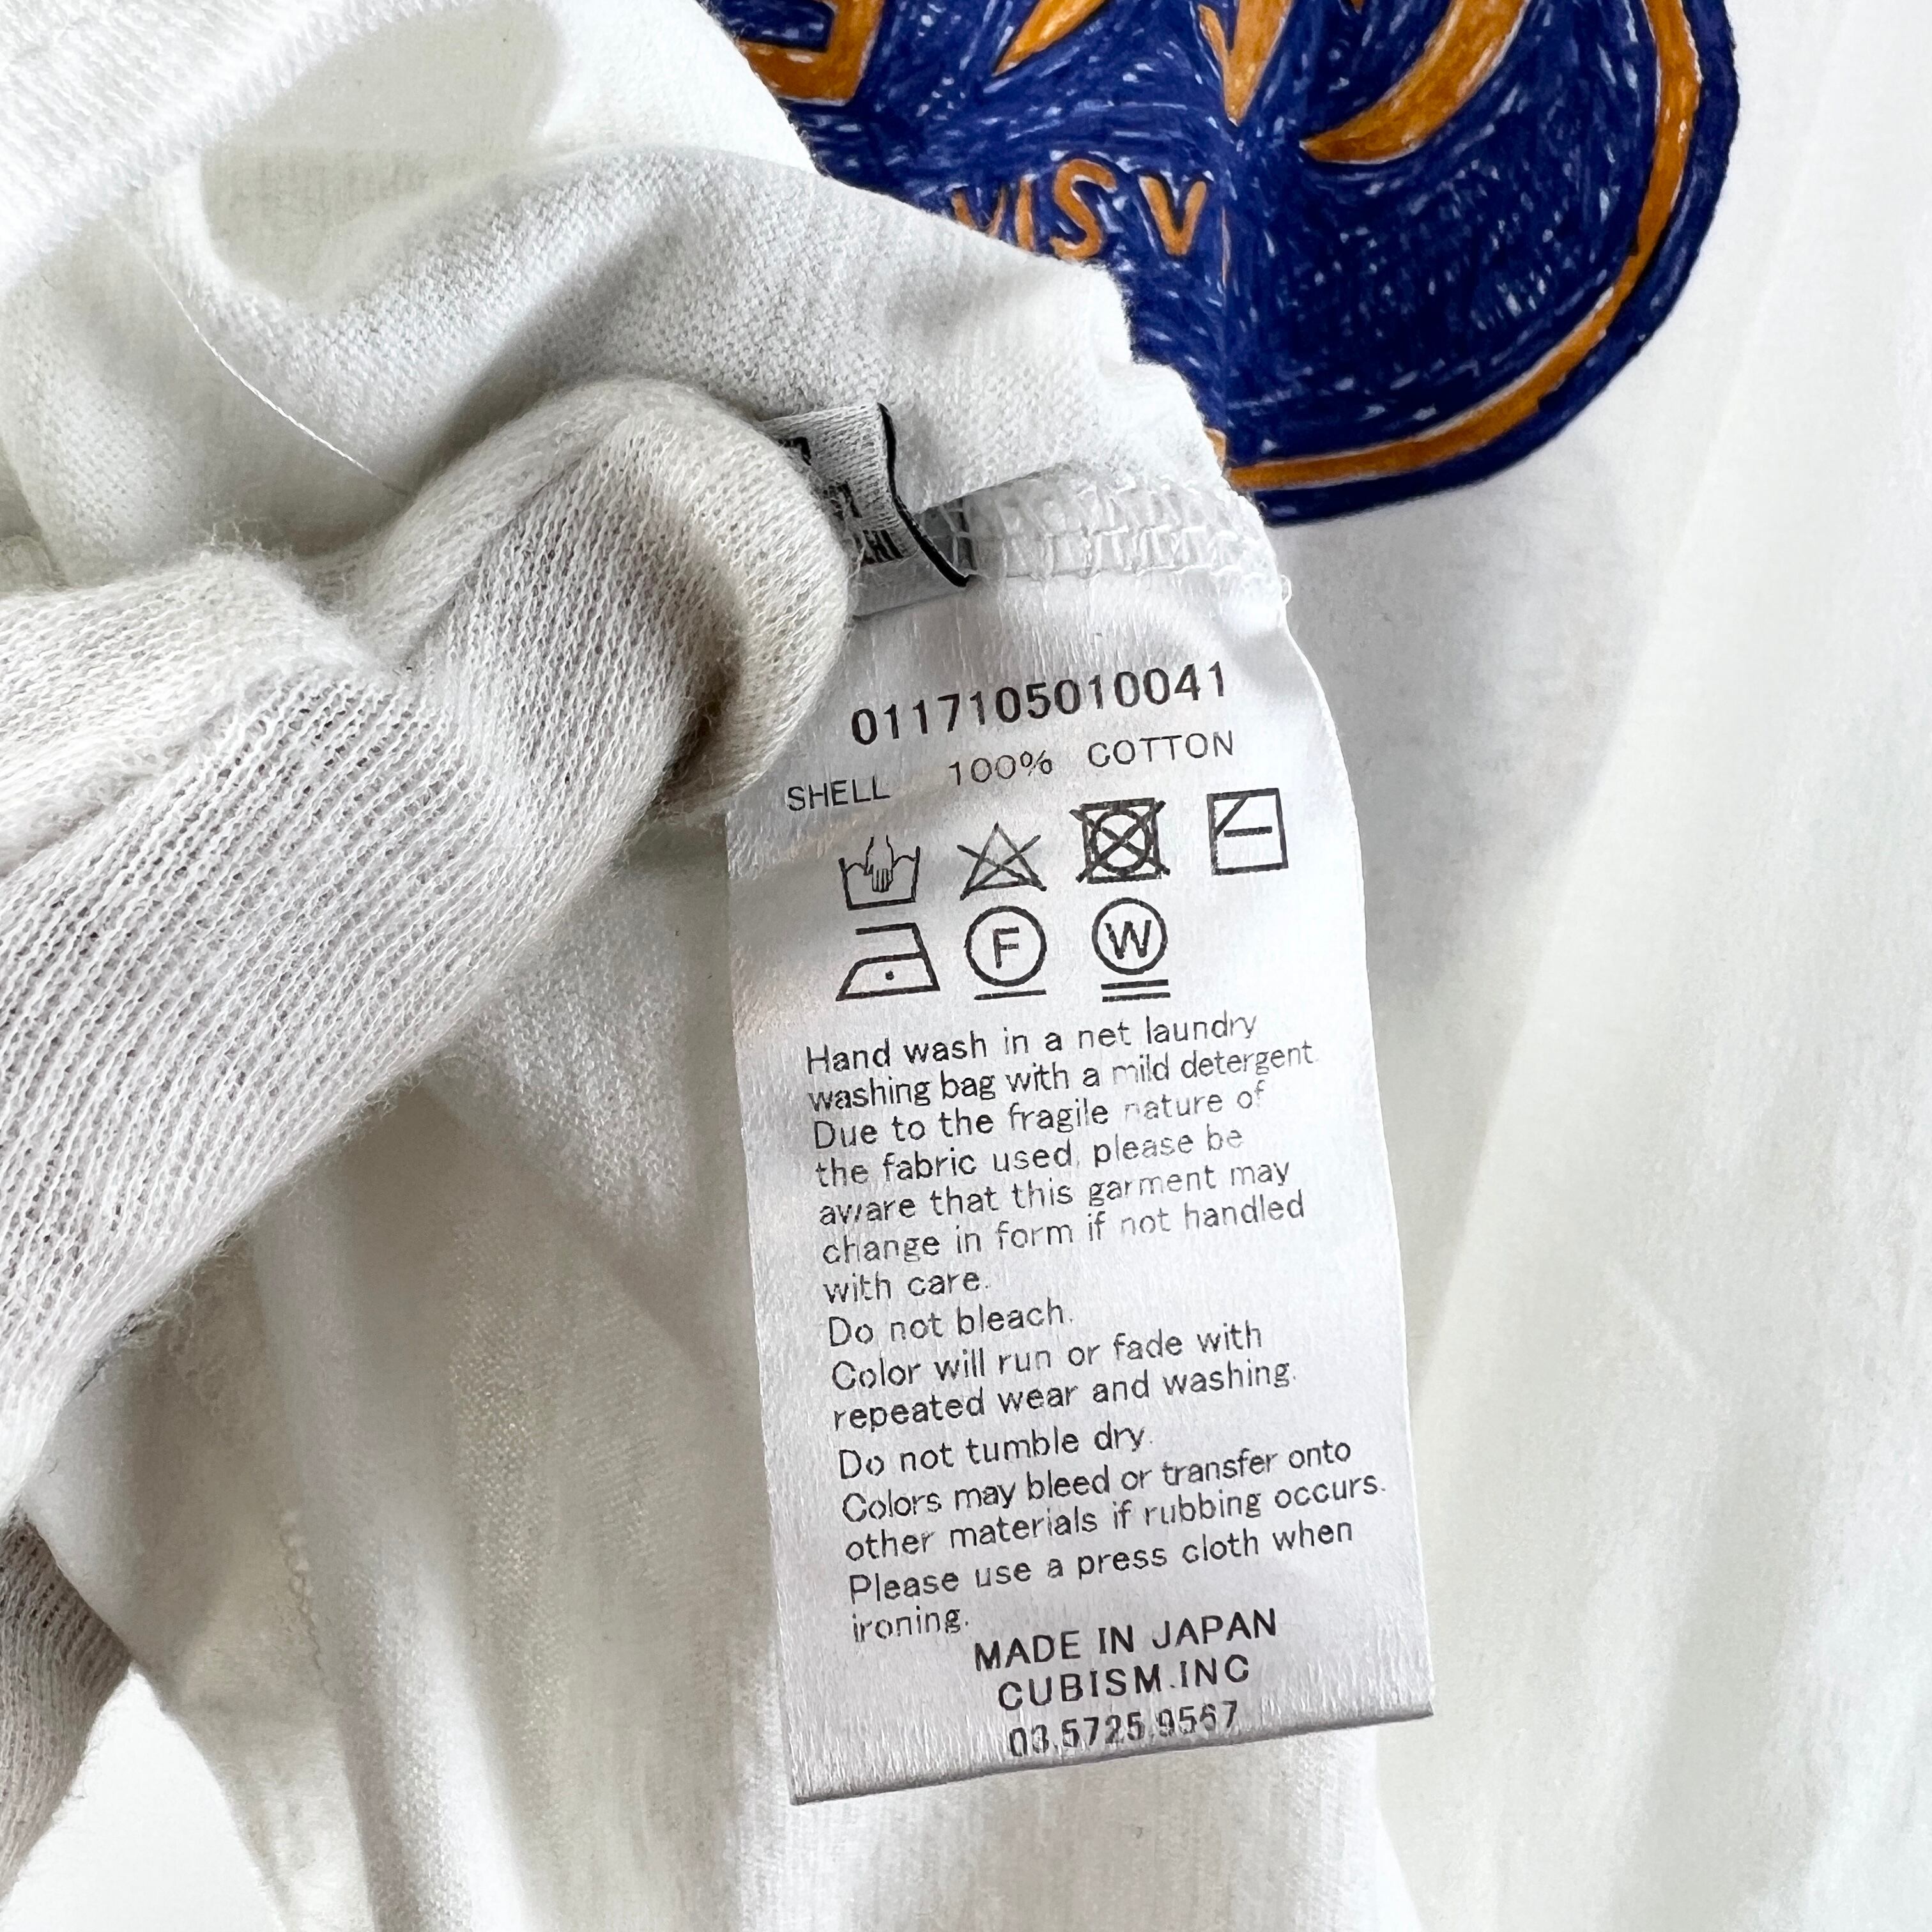 VIS V
0117105010041
SHELL 100% COTTON
F W
Hand wash in a net laundry
washing bag with a mild detergent.
Due to the fragile nature of
the fabric used, please be
aware that this garment may
change in form if not handled
with care.
Do not bleach.
Color will run or fade with
repeated wear and washing.
Do not tumble dry.
Colors may bleed or transfer onto
other materials if rubbing occurs.
Please use a press cloth when
ironing.
MADE IN JAPAN
CUBISM.INC
03.5725.9567